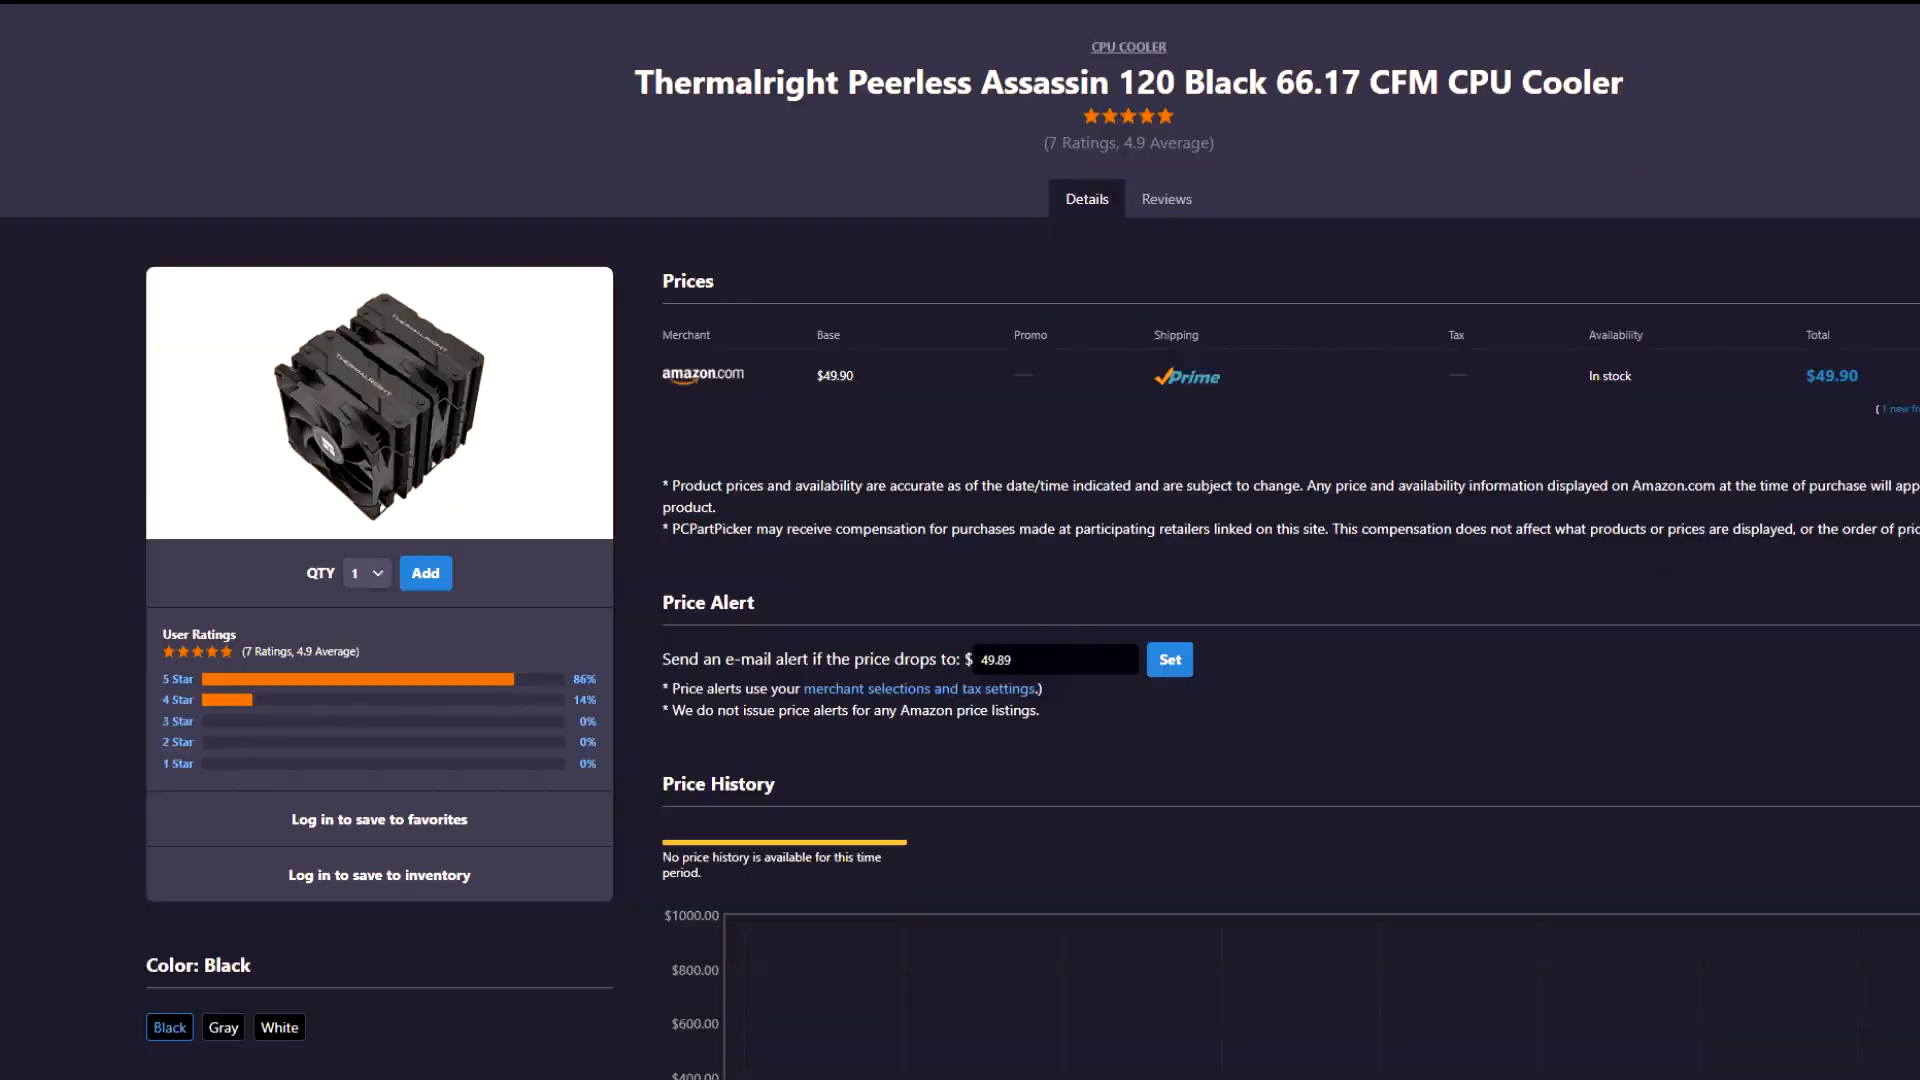 CPU COOLER
Thermalright Peerless Assassin 120 Black 66.17 CFM CPU Cooler
(7 Ratings, 4.9 Average)
Details Reviews
THERMALRIGHT
THERMALRIGHT
QTY 1 Add
User Ratings
(7 Ratings, 4.9 Average)
5 Star 86%
4 Star 14%
3 Star 0%
2 Star 0%
1 Star 0%
Log in to save to favorites
Log in to save to inventory
Color: Black
Black Gray White
Prices
Merchant Base Promo Shipping Tax Availability Total
amazon.com $49.90 — Prime — In stock $49.90
( 1 new fr
* Product prices and availability are accurate as of the date/time indicated and are subject to change. Any price and availability information displayed on Amazon.com at the time of purchase will app
product.
* PCPartPicker may receive compensation for purchases made at participating retailers linked on this site. This compensation does not affect what products or prices are displayed, or the order of pric
Price Alert
Send an e-mail alert if the price drops to: $ 49.89 Set
* Price alerts use your merchant selections and tax settings.)
* We do not issue price alerts for any Amazon price listings.
Price History
No price history is available for this time
period.
$1000.00
$800.00
$600.00
$400.00